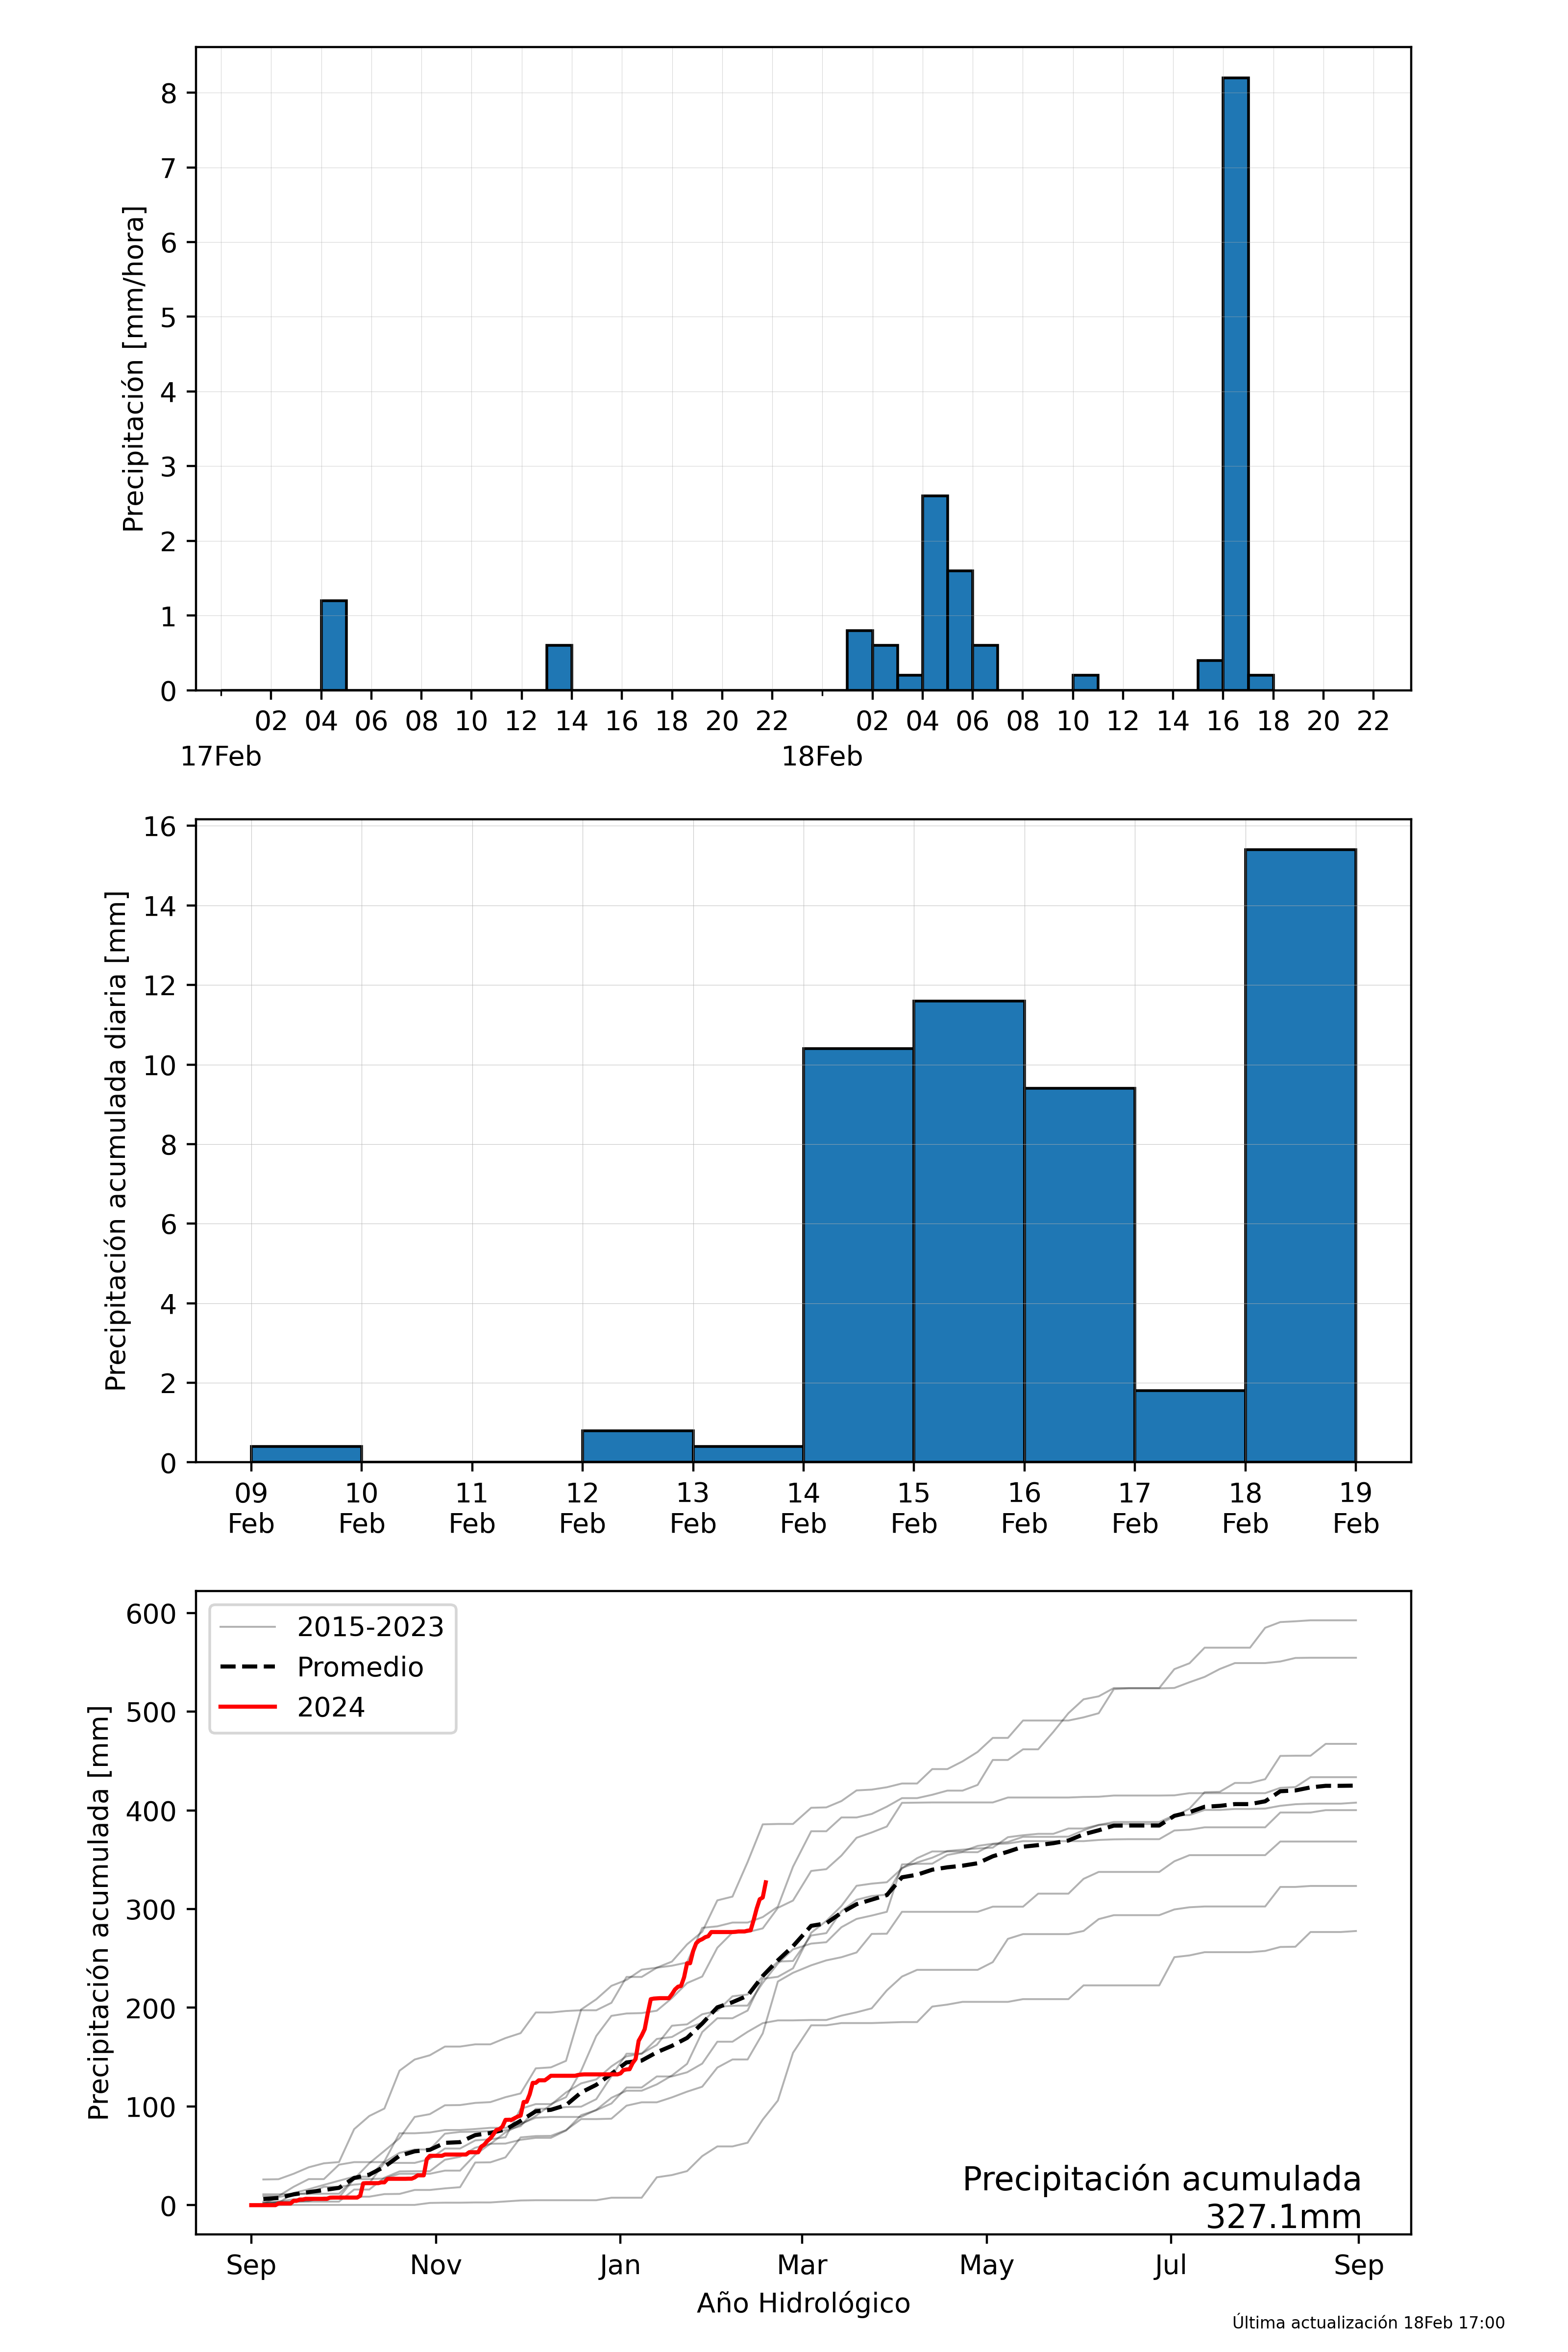 Precipitación [mm/hora]
8
7
6
5
4
3
2
1
0
02 04 06 08 10 12 14 16 18 20 22 02 04 06 08 10 12 14 16 18 20 22
17Feb 18Feb
Precipitación acumulada diaria [mm]
16
14
12
10
8
6
4
2
0
09 10 11 12 13 14 15 16 17 18 19
Feb Feb Feb Feb Feb Feb Feb Feb Feb Feb Feb
Precipitación acumulada [mm]
600
500
400
300
200
100
0
2015-2023
Promedio
2024
Precipitación acumulada
327.1mm
Sep Nov Jan Mar May Jul Sep
Año Hidrológico
Última actualización 18Feb 17:00